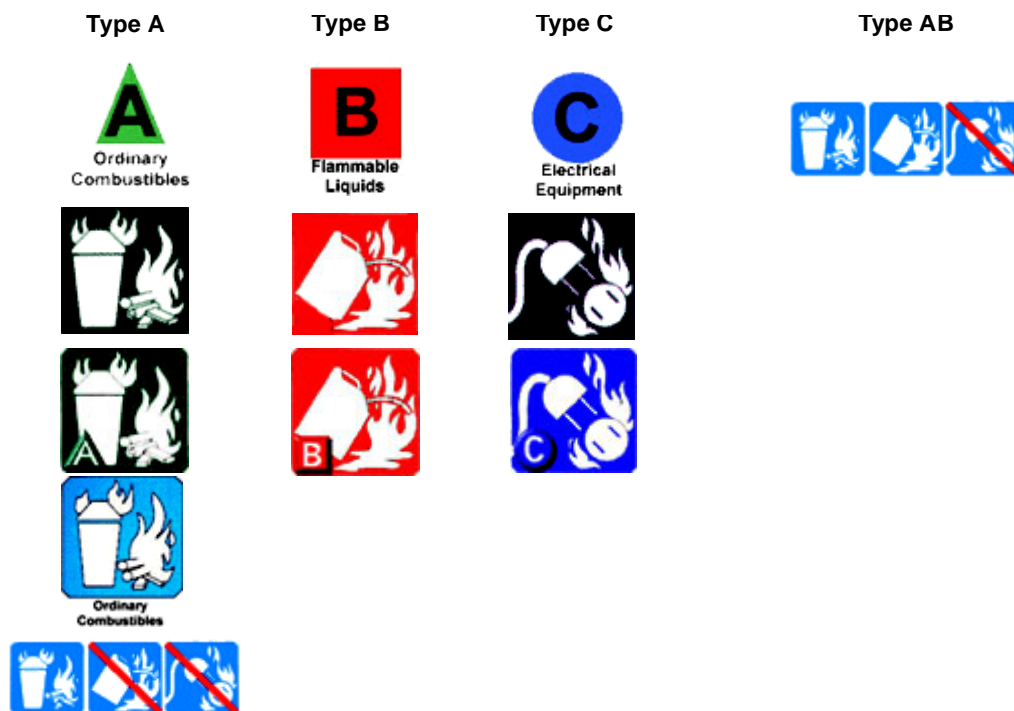 Type A
Type B
Type C
Type AB
A
B
C
Ordinary
Combustibles
Flammable
Liquids
Electrical
Equipment
A
B
C
Ordinary
Combustibles